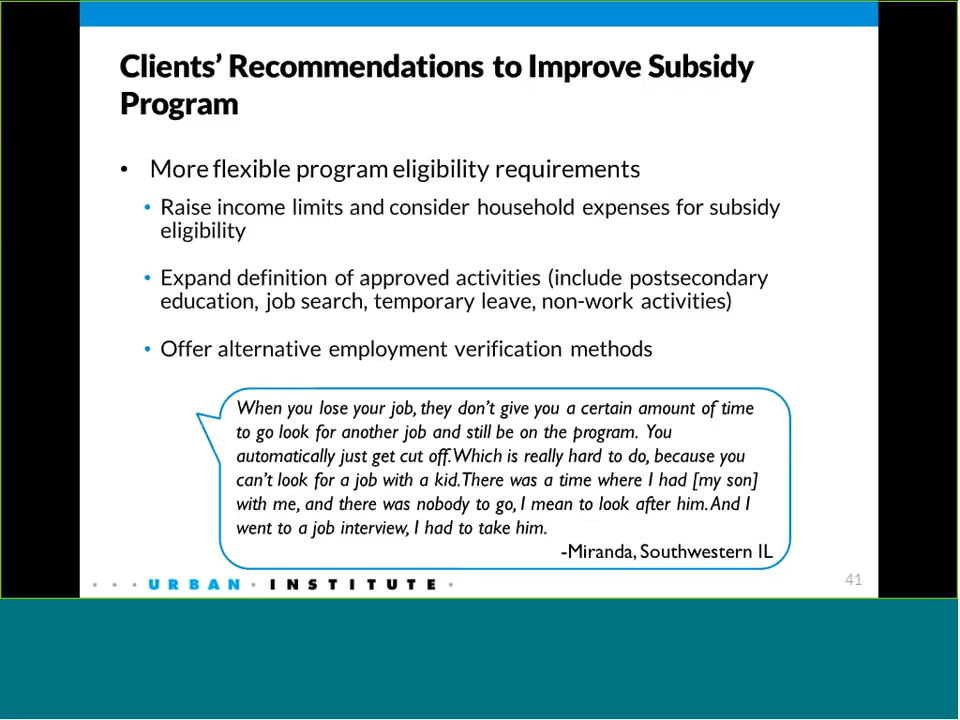 Clients' Recommendations to Improve Subsidy
Program
• More flexible program eligibility requirements
• Raise income limits and consider household expenses for subsidy
eligibility
• Expand definition of approved activities (include postsecondary
education, job search, temporary leave, non-work activities)
• Offer alternative employment verification methods
When you lose your job, they don't give you a certain amount of time
to go look for another job and still be on the program. You
automatically just get cut off. Which is really hard to do, because you
can't look for a job with a kid. There was a time where I had [my son]
with me, and there was nobody to go, I mean to look after him. And I
went to a job interview, I had to take him.
-Miranda, Southwestern IL
URBAN INSTITUTE
41